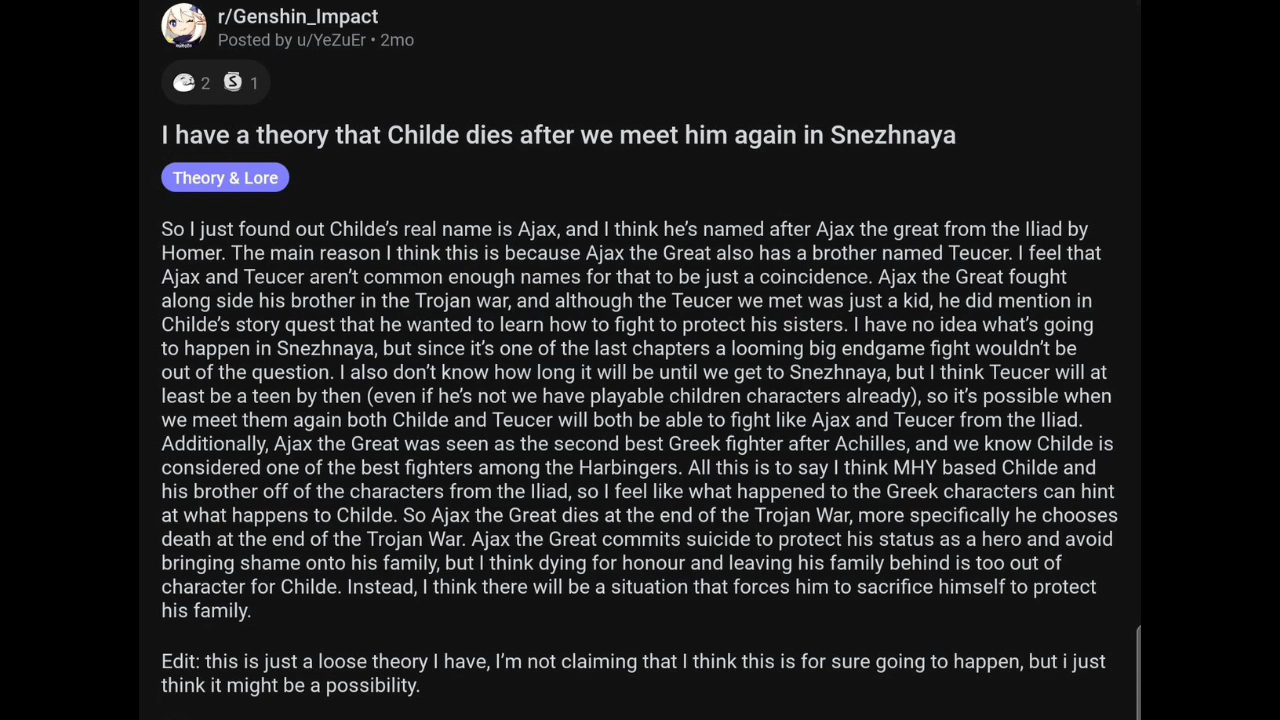 r/Genshin_Impact
Posted by u/YeZuEr • 2mo
2 1
I have a theory that Childe dies after we meet him again in Snezhnaya
Theory & Lore
So I just found out Childe’s real name is Ajax, and I think he’s named after Ajax the great from the Iliad by
Homer. The main reason I think this is because Ajax the Great also has a brother named Teucer. I feel that
Ajax and Teucer aren’t common enough names for that to be just a coincidence. Ajax the Great fought
along side his brother in the Trojan war, and although the Teucer we met was just a kid, he did mention in
Childe’s story quest that he wanted to learn how to fight to protect his sisters. I have no idea what’s going
to happen in Snezhnaya, but since it’s one of the last chapters a looming big endgame fight wouldn’t be
out of the question. I also don’t know how long it will be until we get to Snezhnaya, but I think Teucer will at
least be a teen by then (even if he’s not we have playable children characters already), so it’s possible when
we meet them again both Childe and Teucer will both be able to fight like Ajax and Teucer from the Iliad.
Additionally, Ajax the Great was seen as the second best Greek fighter after Achilles, and we know Childe is
considered one of the best fighters among the Harbingers. All this is to say I think MHY based Childe and
his brother off of the characters from the Iliad, so I feel like what happened to the Greek characters can hint
at what happens to Childe. So Ajax the Great dies at the end of the Trojan War, more specifically he chooses
death at the end of the Trojan War. Ajax the Great commits suicide to protect his status as a hero and avoid
bringing shame onto his family, but I think dying for honour and leaving his family behind is too out of
character for Childe. Instead, I think there will be a situation that forces him to sacrifice himself to protect
his family.
Edit: this is just a loose theory I have, I’m not claiming that I think this is for sure going to happen, but i just
think it might be a possibility.